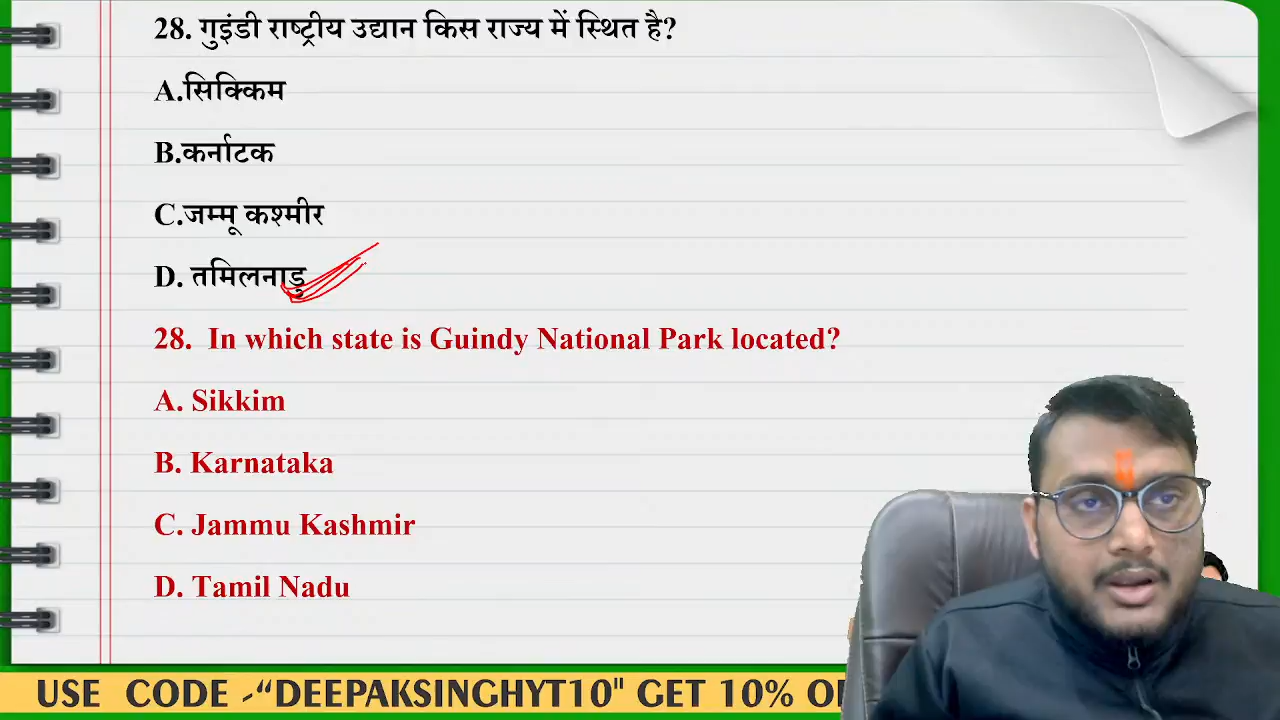 28. गुइंडी राष्ट्रीय उद्यान किस राज्य में स्थित है?
A.सिक्किम
B.कर्नाटक
C.जम्मू कश्मीर
D. तमिलनाडु
28. In which state is Guindy National Park located?
A. Sikkim
B. Karnataka
C. Jammu Kashmir
D. Tamil Nadu
USE CODE -“DEEPAKSINGHYT10" GET 10%